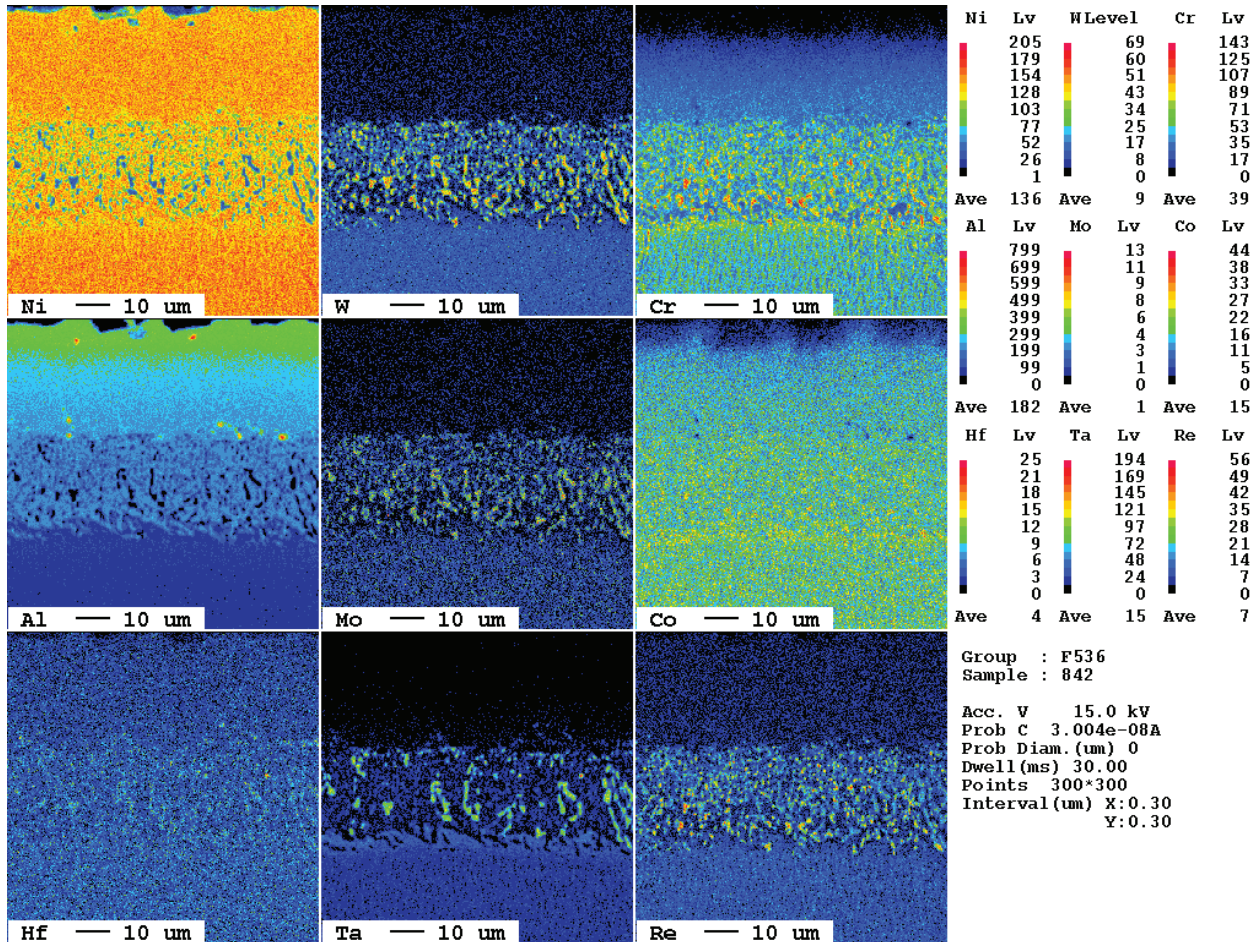 Ni Lv WLevel Cr Lv
205 69 143
179 60 125
154 51 107
128 43 89
103 34 71
77 25 53
52 17 35
26 8 17
1 0 0
Ave 136 Ave 9 Ave 39
Ni 10 um W 10 um Cr 10 um
Al Lv Mo Lv Co Lv
799 13 44
699 11 38
599 9 33
499 8 27
399 6 22
299 4 16
199 3 11
99 1 5
0 0 0
Ave 182 Ave 1 Ave 15
Al 10 um Mo 10 um Co 10 um
Hf Lv Ta Lv Re Lv
25 194 56
21 169 49
18 145 42
15 121 35
12 97 28
9 72 21
6 48 14
3 24 7
0 0 0
Ave 4 Ave 15 Ave 7
Group : F536
Sample : 842
Acc. V 15.0 kV
Prob C 3.004e-08A
Prob Diam.(um) 0
Dwell(ms) 30.00
Points 300*300
Interval(um) X:0.30
Y:0.30
Hf 10 um Ta 10 um Re 10 um